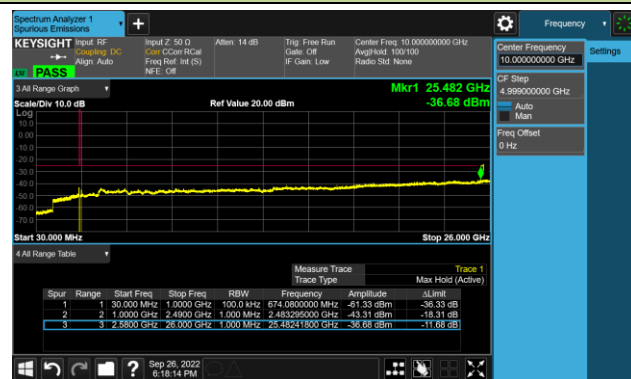 Spectrum Analyzer 1
Spurious Emissions
Frequency
KEYSIGHT
Input: RF
Coupling: DC
Align: Auto
Input Z: 50 Ω
Corr CCorr RCal
Freq Ref: Int (S)
NFE: Off
Atten: 14 dB
Trig: Free Run
Gate: Off
IF Gain: Low
Center Freq: 10.000000000 GHz
Avg|Hold: 100/100
Radio Std: None
PASS
Center Frequency
10.000000000 GHz
Settings
CF Step
4.999000000 GHz
Auto
Man
Freq Offset
0 Hz
3 All Range Graph
Mkr1 25.482 GHz
-36.68 dBm
Scale/Div 10.0 dB
Ref Value 20.00 dBm
Log
10.0
0.00
-10.0
-20.0
-30.0
-40.0
-50.0
-60.0
-70.0
Start 30.000 MHz
Stop 26.000 GHz
4 All Range Table
Measure Trace Trace 1
Trace Type Max Hold (Active)
Spur Range Start Freq Stop Freq RBW Frequency Amplitude ΔLimit
1 1 30.000 MHz 1.0000 GHz 100.0 kHz 674.0800000 MHz -61.33 dBm -36.33 dB
2 2 1.0000 GHz 2.4900 GHz 1.000 MHz 2.483295000 GHz -43.31 dBm -18.31 dB
3 3 2.5800 GHz 26.000 GHz 1.000 MHz 25.48241800 GHz -36.68 dBm -11.68 dB
Sep 26, 2022
6:18:14 PM